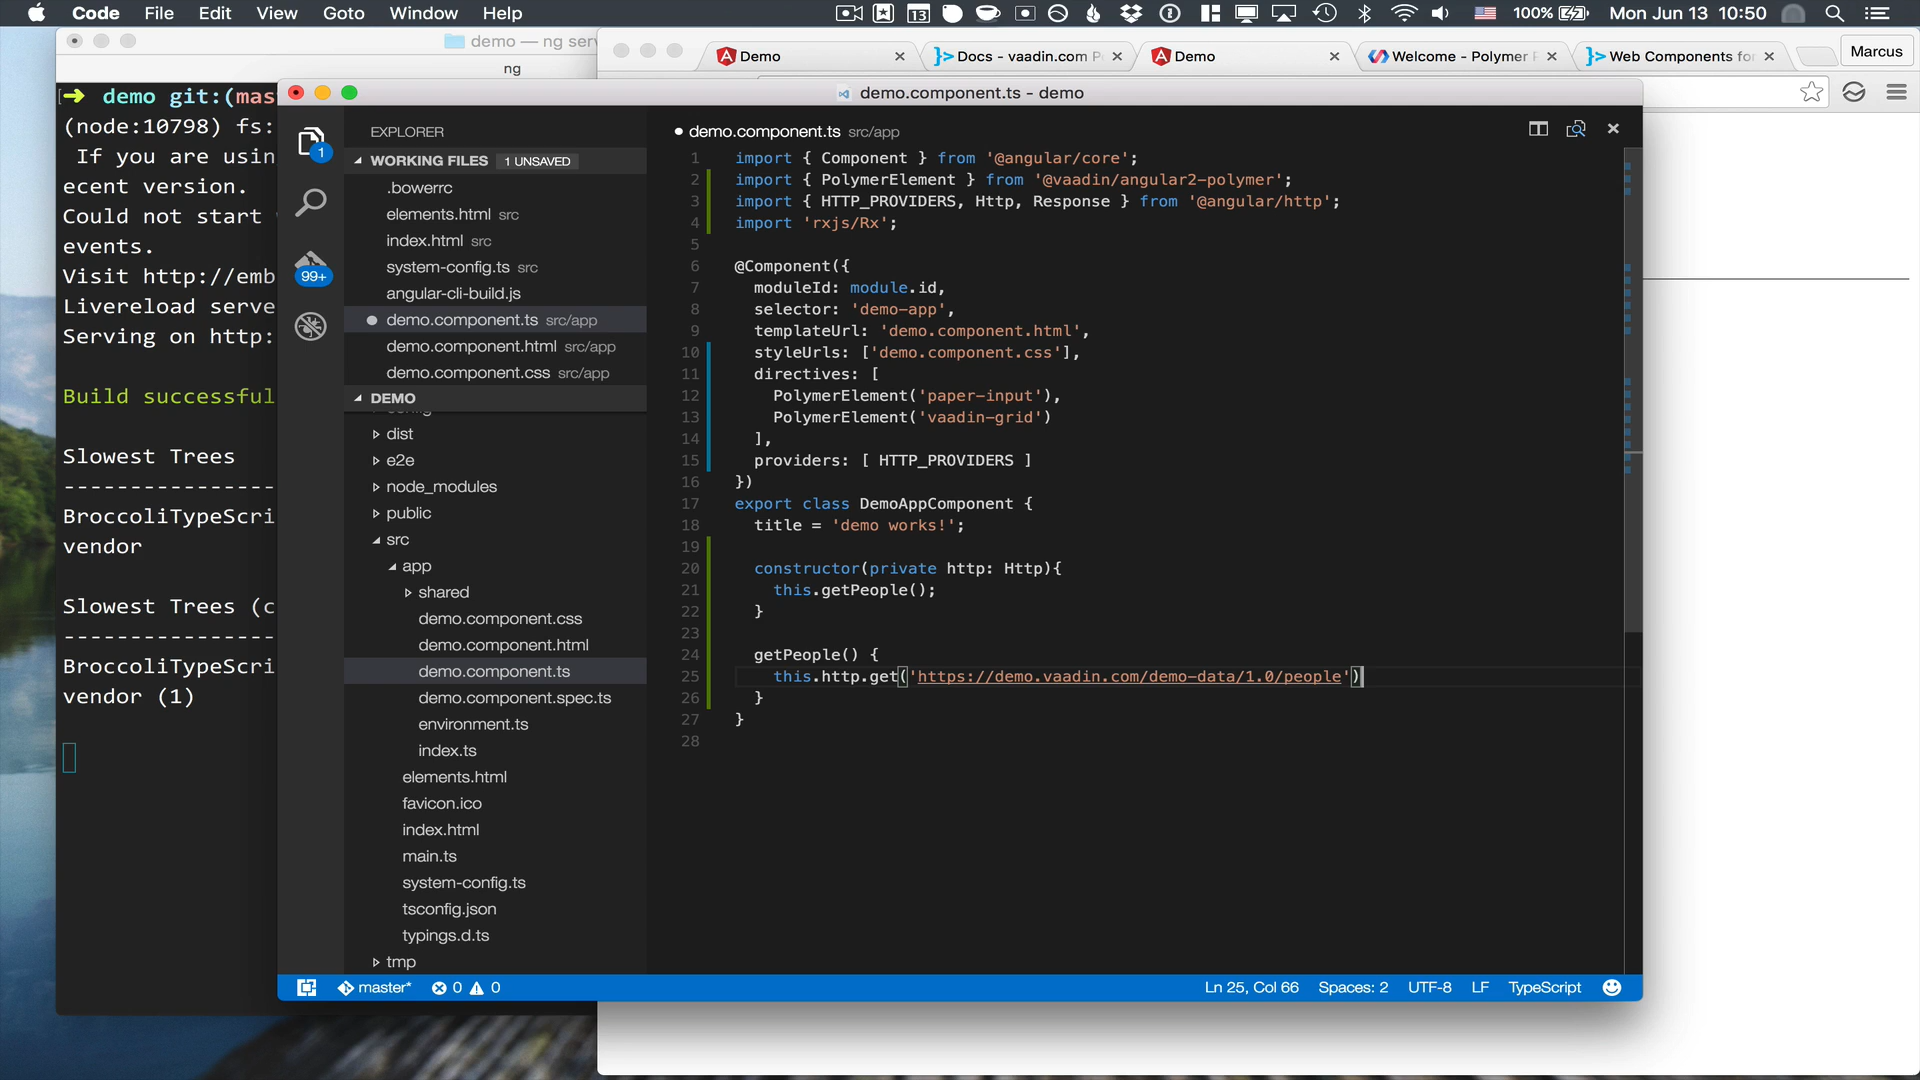 Code File Edit View Goto Window Help 13 100% Mon Jun 13 10:50
demo — ng serv
ng
Demo
Docs - vaadin.com P
Demo
Welcome - Polymer P
Web Components for
Marcus
demo git:(mas
(node:10798) fs:
If you are usin
ecent version.
Could not start
events.
Visit http://emb
Livereload serve
Serving on http:
Build successful
Slowest Trees
----------------
BroccoliTypeScri
vendor
Slowest Trees (c
----------------
BroccoliTypeScri
vendor (1)
demo.component.ts - demo
1
99+
EXPLORER
WORKING FILES 1 UNSAVED
.bowerrc
elements.html src
index.html src
system-config.ts src
angular-cli-build.js
demo.component.ts src/app
demo.component.html src/app
demo.component.css src/app
DEMO
config
dist
e2e
node_modules
public
src
app
shared
demo.component.css
demo.component.html
demo.component.ts
demo.component.spec.ts
environment.ts
index.ts
elements.html
favicon.ico
index.html
main.ts
system-config.ts
tsconfig.json
typings.d.ts
tmp
demo.component.ts src/app
1 import { Component } from '@angular/core';
2 import { PolymerElement } from '@vaadin/angular2-polymer';
3 import { HTTP_PROVIDERS, Http, Response } from '@angular/http';
4 import 'rxjs/Rx';
5
6 @Component({
7 moduleId: module.id,
8 selector: 'demo-app',
9 templateUrl: 'demo.component.html',
10 styleUrls: ['demo.component.css'],
11 directives: [
12 PolymerElement('paper-input'),
13 PolymerElement('vaadin-grid')
14 ],
15 providers: [ HTTP_PROVIDERS ]
16 })
17 export class DemoAppComponent {
18 title = 'demo works!';
19
20 constructor(private http: Http){
21 this.getPeople();
22 }
23
24 getPeople() {
25 this.http.get('https://demo.vaadin.com/demo-data/1.0/people')
26 }
27 }
28
master* 0 0 Ln 25, Col 66 Spaces: 2 UTF-8 LF TypeScript